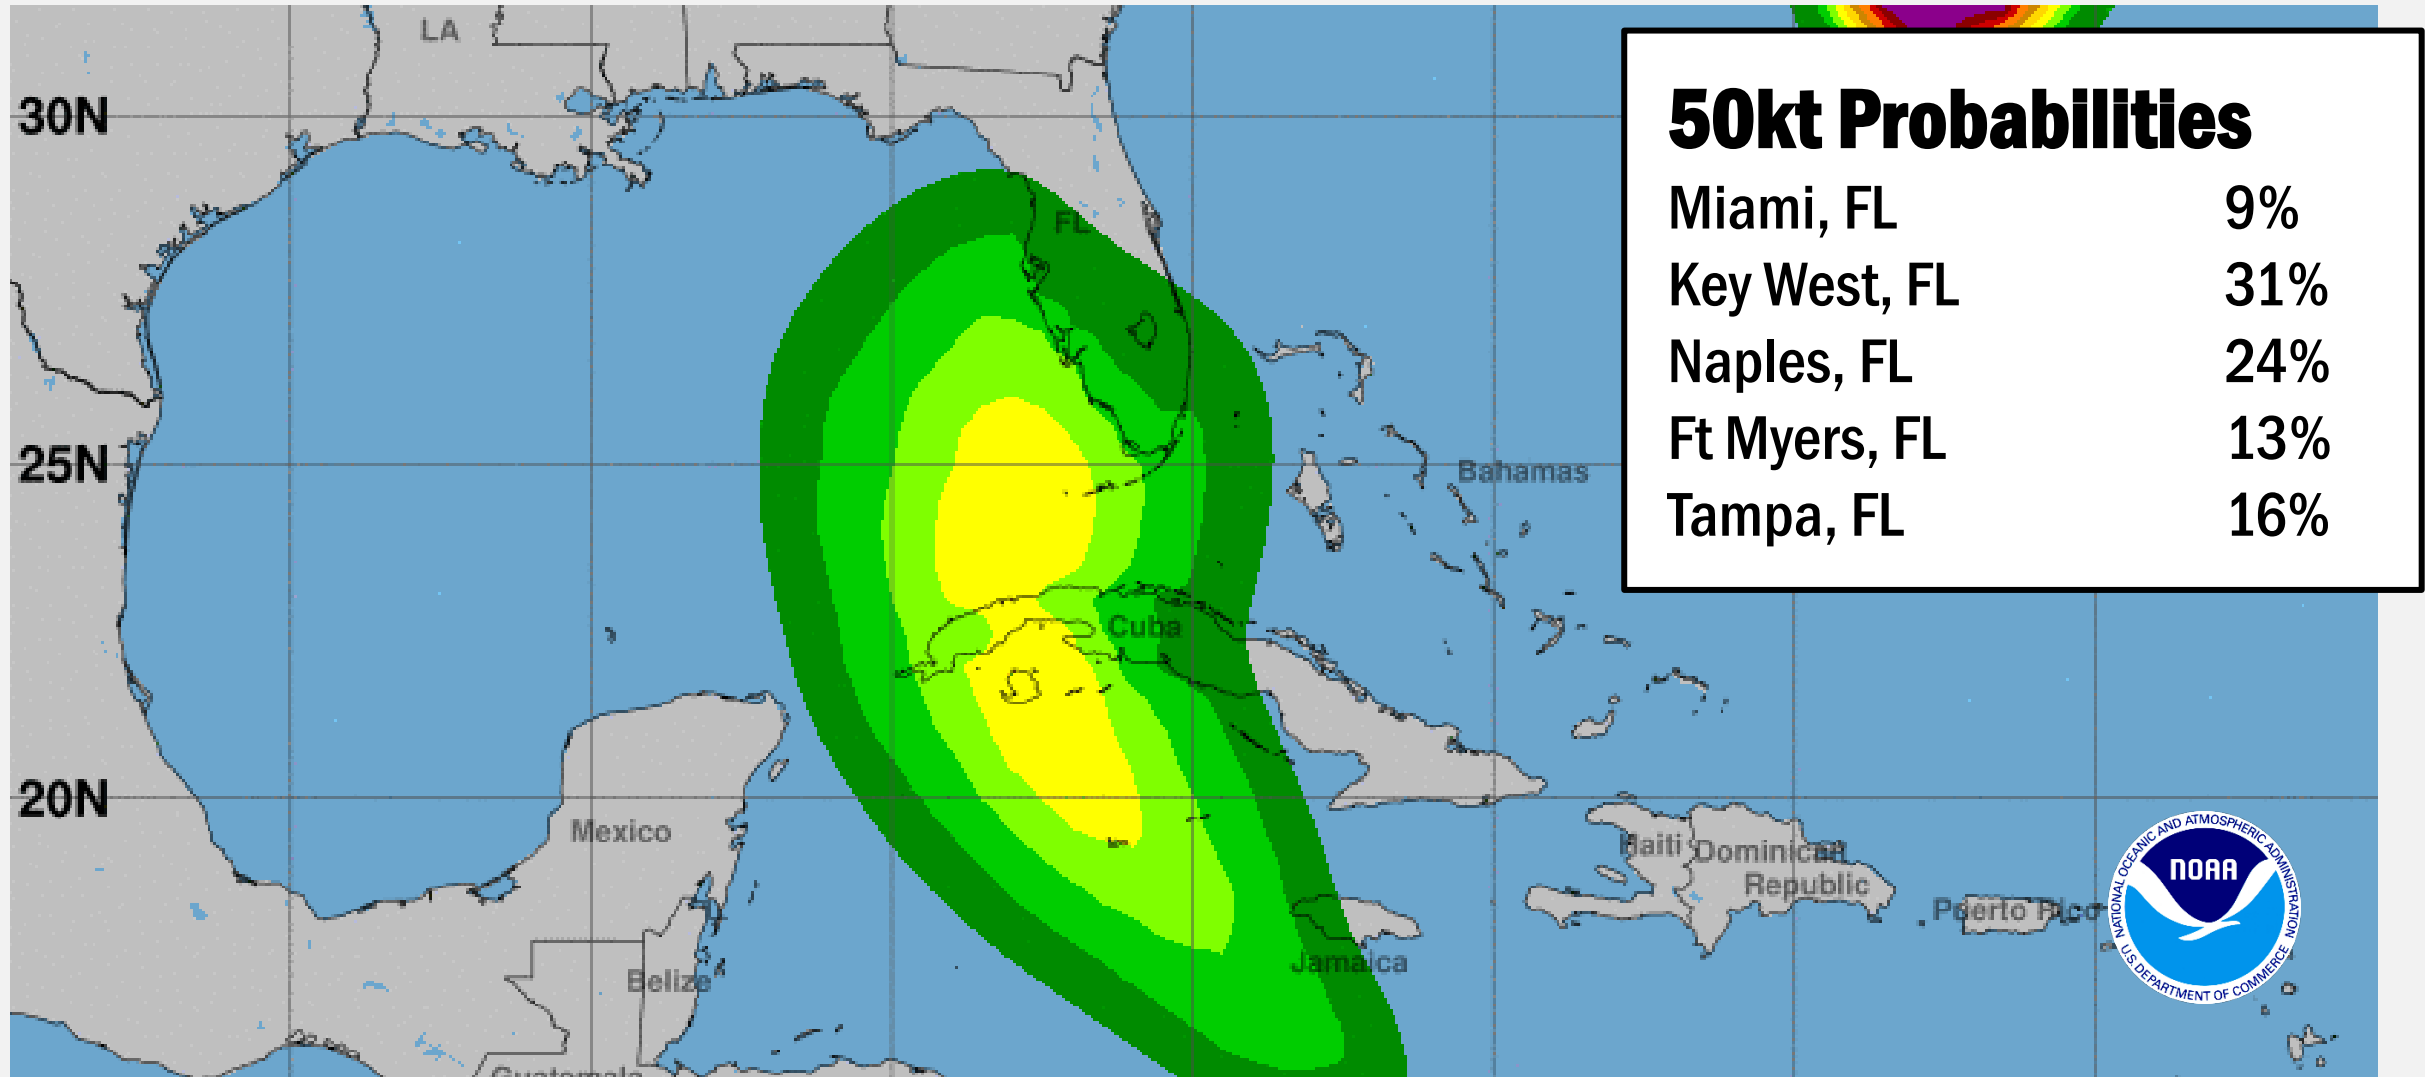 LA
30N
FL
25N
Bahamas
Cuba
20N
Mexico
Haiti
Dominican
Republic
Puerto Rico
Jamaica
Belize
Guatemala
50kt Probabilities
Miami, FL 9%
Key West, FL 31%
Naples, FL 24%
Ft Myers, FL 13%
Tampa, FL 16%
NATIONAL OCEANIC AND ATMOSPHERIC ADMINISTRATION
NOAA
U.S. DEPARTMENT OF COMMERCE